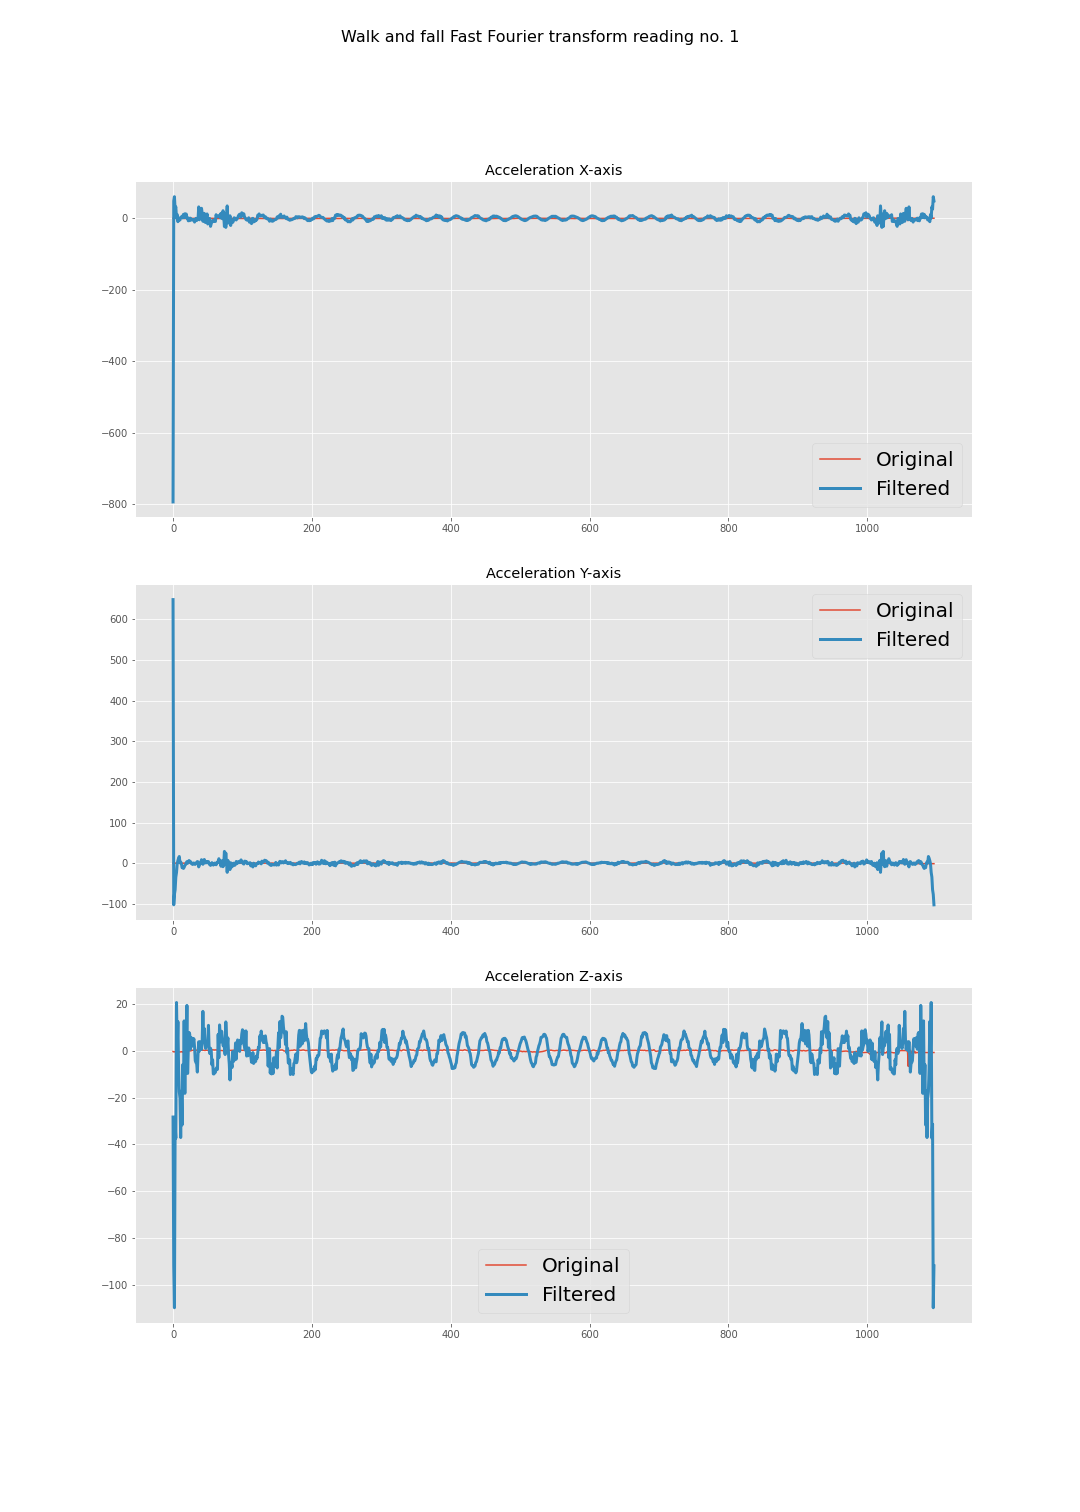 Walk and fall Fast Fourier transform reading no. 1
Acceleration X-axis
0
−200
−400
−600
−800
Original
Filtered
0 200 400 600 800 1000
Acceleration Y-axis
600
500
400
300
200
100
0
−100
Original
Filtered
0 200 400 600 800 1000
Acceleration Z-axis
20
0
−20
−40
−60
−80
−100
Original
Filtered
0 200 400 600 800 1000